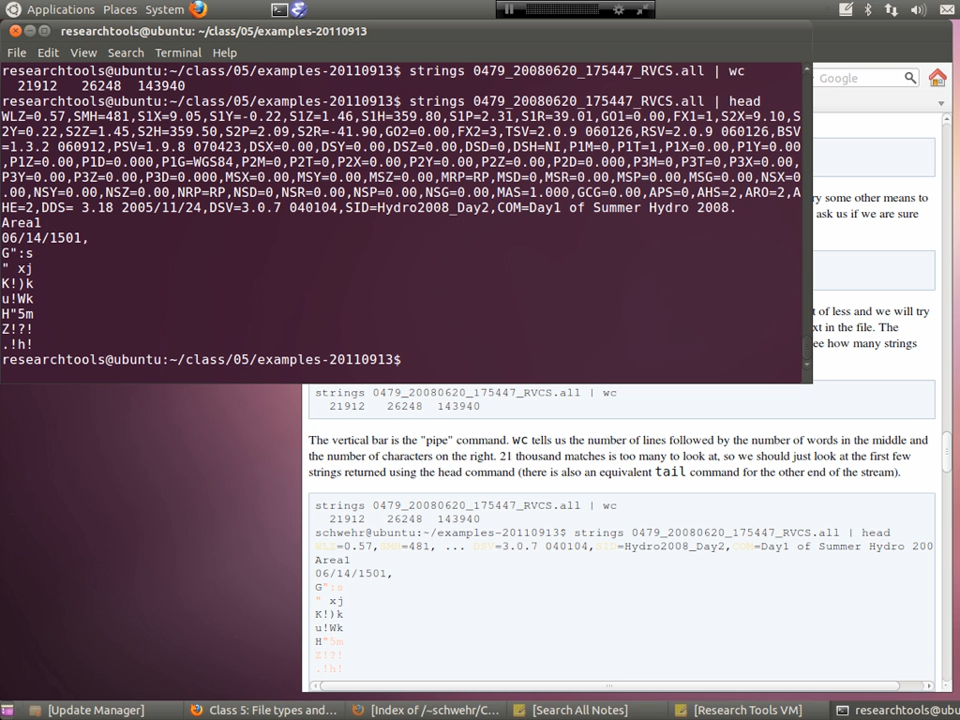 Applications Places System
researchtools@ubuntu: ~/class/05/examples-20110913
File Edit View Search Terminal Help
researchtools@ubuntu:~/class/05/examples-20110913$ strings 0479_20080620_175447_RVCS.all | wc
21912 26248 143940
researchtools@ubuntu:~/class/05/examples-20110913$ strings 0479_20080620_175447_RVCS.all | head
WLZ=0.57,SMH=481,S1X=9.05,S1Y=-0.22,S1Z=1.46,S1H=359.80,S1P=2.31,S1R=39.01,GO1=0.00,FX1=1,S2X=9.10,S
2Y=0.22,S2Z=1.45,S2H=359.50,S2P=2.09,S2R=-41.90,GO2=0.00,FX2=3,TSV=2.0.9 060126,RSV=2.0.9 060126,BSV
=1.3.2 060912,PSV=1.9.8 070423,DSX=0.00,DSY=0.00,DSZ=0.00,DSD=0,DSH=NI,P1M=0,P1T=1,P1X=0.00,P1Y=0.00
,P1Z=0.00,P1D=0.000,P1G=WGS84,P2M=0,P2T=0,P2X=0.00,P2Y=0.00,P2Z=0.00,P2D=0.000,P3M=0,P3T=0,P3X=0.00,
P3Y=0.00,P3Z=0.00,P3D=0.000,MSX=0.00,MSY=0.00,MSZ=0.00,MRP=RP,MSD=0,MSR=0.00,MSP=0.00,MSG=0.00,NSX=0
.00,NSY=0.00,NSZ=0.00,NRP=RP,NSD=0,NSR=0.00,NSP=0.00,NSG=0.00,MAS=1.000,GCG=0.00,APS=0,AHS=2,ARO=2,A
HE=2,DDS= 3.18 2005/11/24,DSV=3.0.7 040104,SID=Hydro2008_Day2,COM=Day1 of Summer Hydro 2008.
Area1
06/14/1501,
G":s
" xj
K!)k
u!Wk
H"5m
Z!?!
.!h!
researchtools@ubuntu:~/class/05/examples-20110913$
Google
ry some other means to
ask us if we are sure
t of less and we will try
xt in the file. The
ee how many strings
strings 0479_20080620_175447_RVCS.all | wc
21912 26248 143940
The vertical bar is the "pipe" command. WC tells us the number of lines followed by the number of words in the middle and
the number of characters on the right. 21 thousand matches is too many to look at, so we should just look at the first few
strings returned using the head command (there is also an equivalent tail command for the other end of the stream).
strings 0479_20080620_175447_RVCS.all | wc
21912 26248 143940
schwehr@ubuntu:~/examples-20110913$ strings 0479_20080620_175447_RVCS.all | head
WLZ=0.57,SMH=481, ... DSV=3.0.7 040104,SID=Hydro2008_Day2,COM=Day1 of Summer Hydro 200
Area1
06/14/1501,
G":s
" xj
K!)k
u!Wk
H"5m
Z!?!
.!h!
[Update Manager] Class 5: File types and... [Index of /~schwehr/C... [Search All Notes] [Research Tools VM] researchtools@ubu